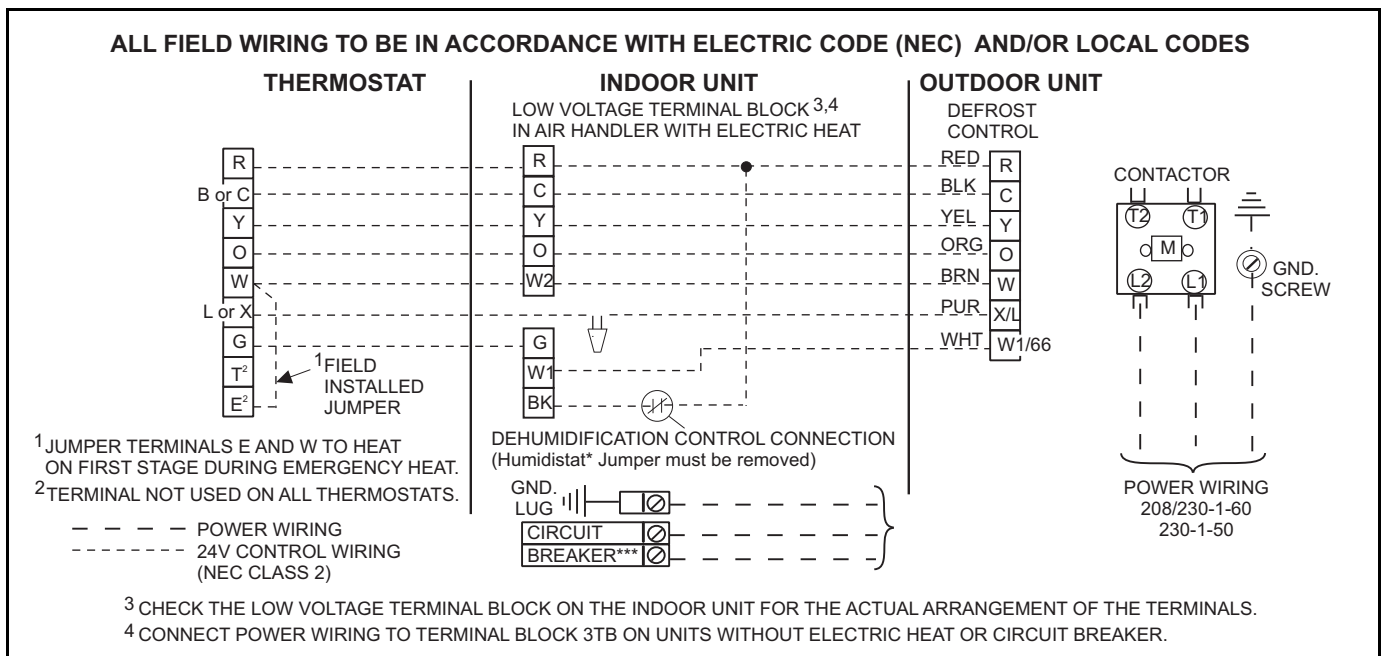 ALL FIELD WIRING TO BE IN ACCORDANCE WITH ELECTRIC CODE (NEC) AND/OR LOCAL CODES
THERMOSTAT
R
B or C
Y
O
W
L or X
G
T²
E²
¹FIELD
INSTALLED
JUMPER
¹JUMPER TERMINALS E AND W TO HEAT
ON FIRST STAGE DURING EMERGENCY HEAT.
²TERMINAL NOT USED ON ALL THERMOSTATS.
POWER WIRING
24V CONTROL WIRING
(NEC CLASS 2)
INDOOR UNIT
LOW VOLTAGE TERMINAL BLOCK 3,4
IN AIR HANDLER WITH ELECTRIC HEAT
R
C
Y
O
W2
G
W1
BK
DEHUMIDIFICATION CONTROL CONNECTION
(Humidistat* Jumper must be removed)
GND.
LUG
CIRCUIT
BREAKER***
OUTDOOR UNIT
DEFROST
CONTROL
RED R
BLK C
YEL Y
ORG O
BRN W
PUR X/L
WHT W1/66
CONTACTOR
T2 T1
M
L2 L1
GND.
SCREW
POWER WIRING
208/230-1-60
230-1-50
3 CHECK THE LOW VOLTAGE TERMINAL BLOCK ON THE INDOOR UNIT FOR THE ACTUAL ARRANGEMENT OF THE TERMINALS.
4 CONNECT POWER WIRING TO TERMINAL BLOCK 3TB ON UNITS WITHOUT ELECTRIC HEAT OR CIRCUIT BREAKER.